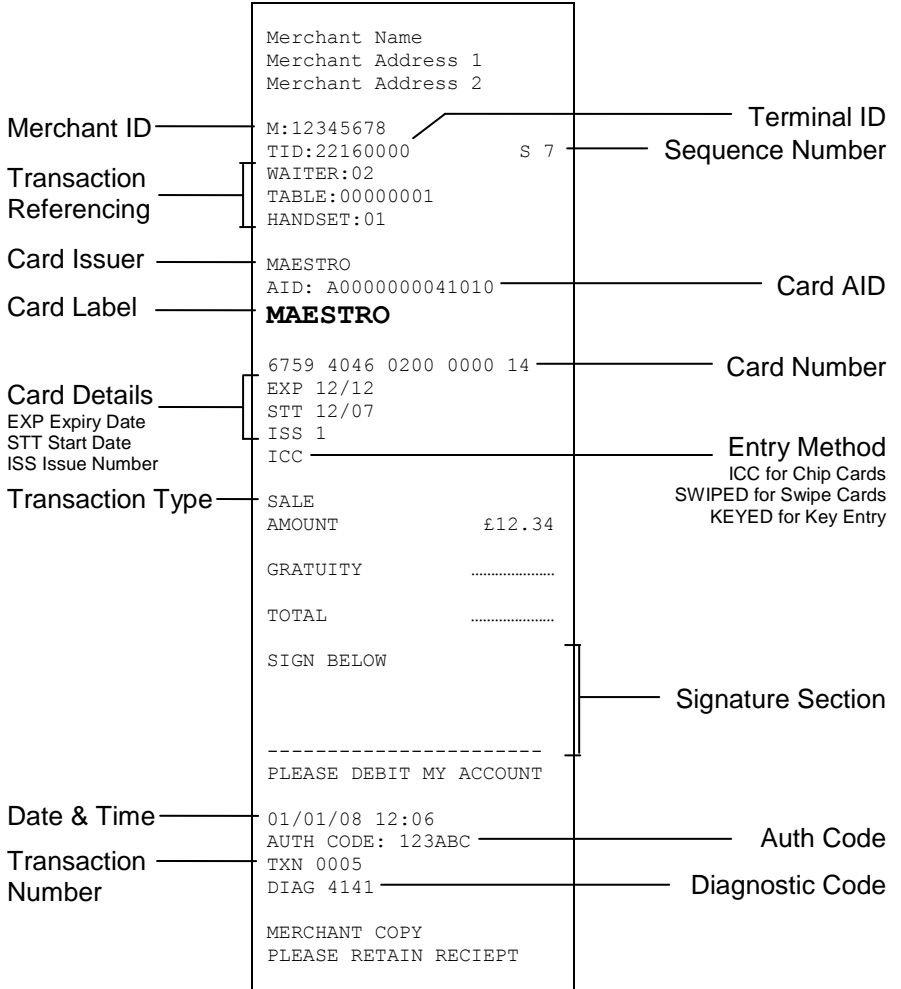 Merchant Name
Merchant Address 1
Merchant Address 2
Merchant ID
M:12345678
Terminal ID
TID:22160000 S 7
Sequence Number
Transaction
Referencing
WAITER:02
TABLE:00000001
HANDSET:01
Card Issuer
MAESTRO
AID: A0000000041010
Card AID
Card Label
MAESTRO
6759 4046 0200 0000 14
Card Number
Card Details
EXP Expiry Date
STT Start Date
ISS Issue Number
EXP 12/12
STT 12/07
ISS 1
ICC
Entry Method
ICC for Chip Cards
SWIPED for Swipe Cards
KEYED for Key Entry
Transaction Type
SALE
AMOUNT £12.34
GRATUITY .....................
TOTAL .....................
SIGN BELOW
Signature Section
-----------------------
PLEASE DEBIT MY ACCOUNT
Date & Time
01/01/08 12:06
AUTH CODE: 123ABC
Auth Code
Transaction
Number
TXN 0005
DIAG 4141
Diagnostic Code
MERCHANT COPY
PLEASE RETAIN RECIEPT